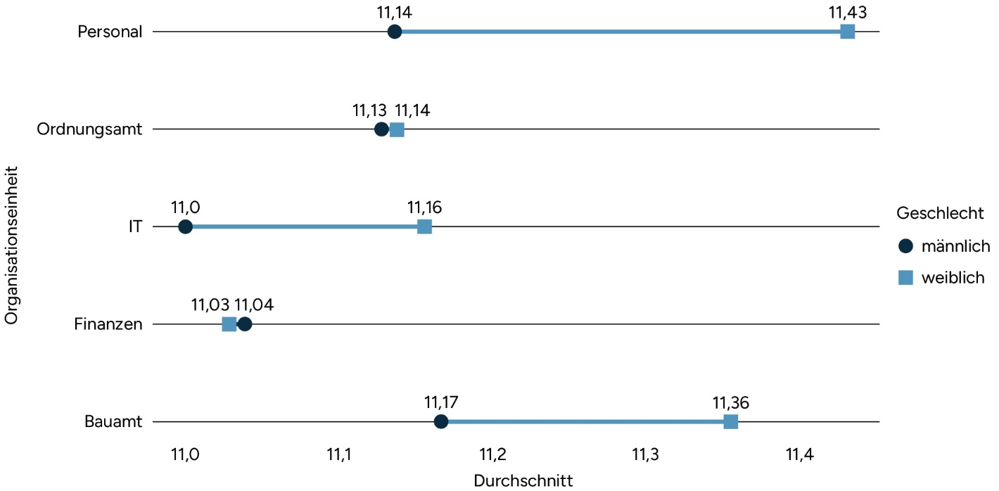 11,14 11,43
Personal
11,13 11,14
Ordnungsamt
11,0 11,16
IT
11,03 11,04
Finanzen
11,17 11,36
Bauamt
11,0 11,1 11,2 11,3 11,4
Durchschnitt
Organisationseinheit
Geschlecht
männlich
weiblich